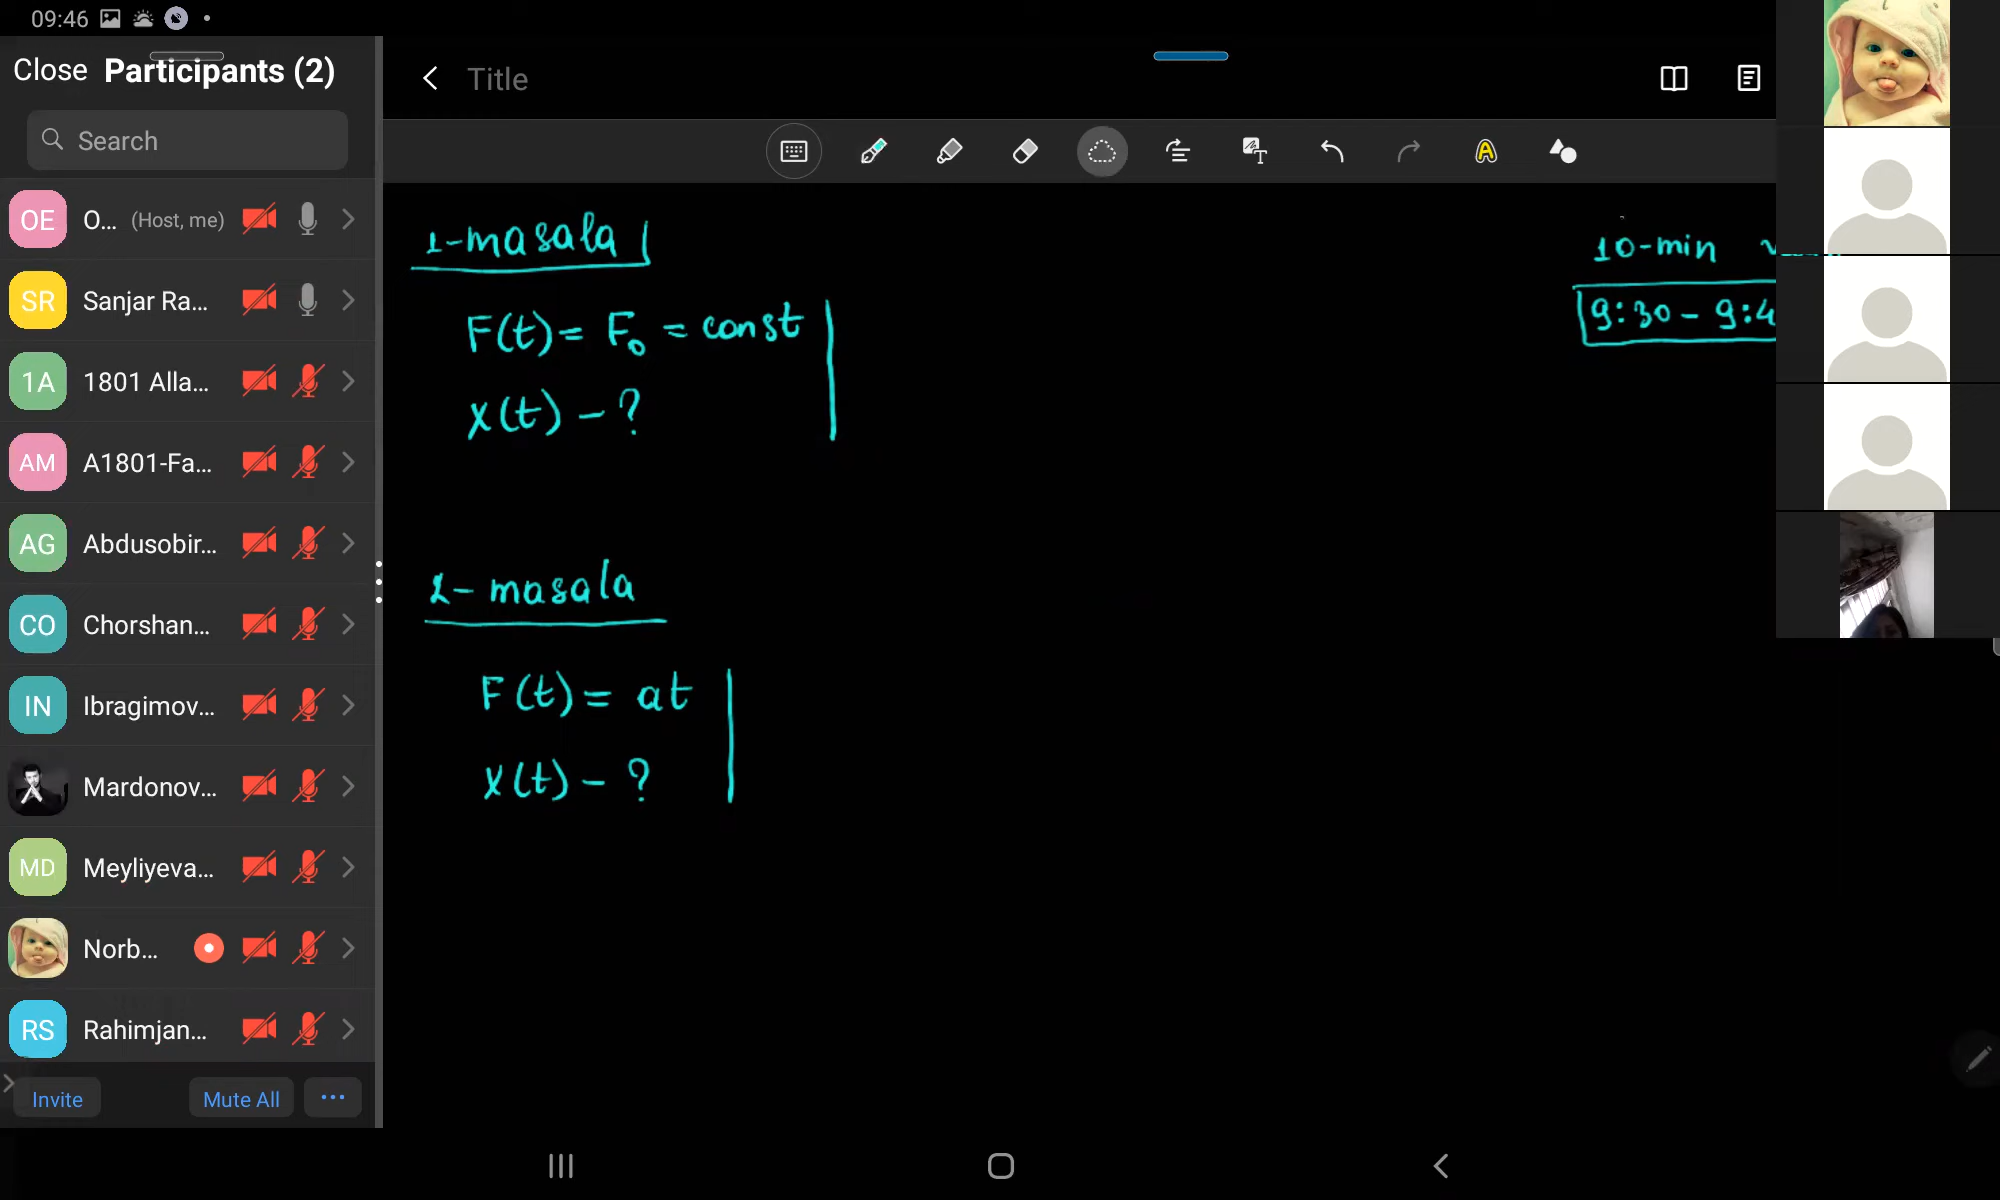 09:46
Close Participants (2)
Search
OE O... (Host, me)
SR Sanjar Ra...
1A 1801 Alla...
AM A1801-Fa...
AG Abdusobir...
CO Chorshan...
IN Ibragimov...
Mardonov...
MD Meyliyeva...
Norb...
RS Rahimjan...
Invite Mute All ...
Title
1-masala
F(t) = F₀ = const
x(t) - ?
2- masala
F(t) = at
x(t) - ?
10-min
9:30 - 9:4